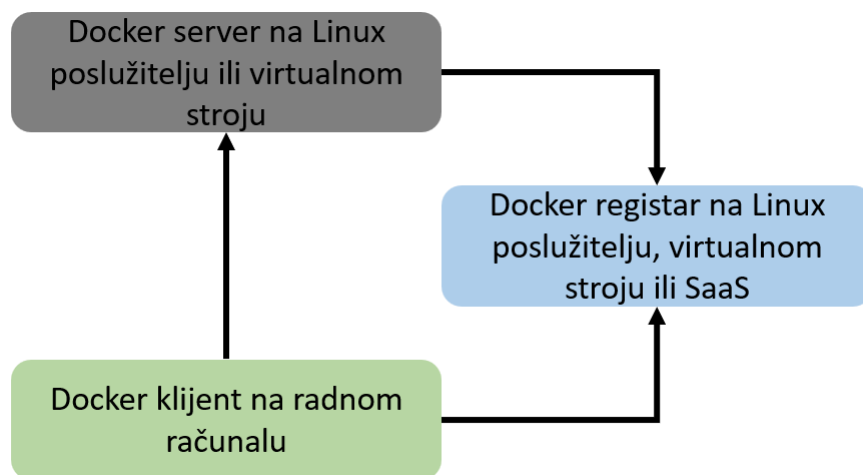 Docker server na Linux
poslužitelju ili virtualnom
stroju
Docker registar na Linux
poslužitelju, virtualnom
stroju ili SaaS
Docker klijent na radnom
računalu